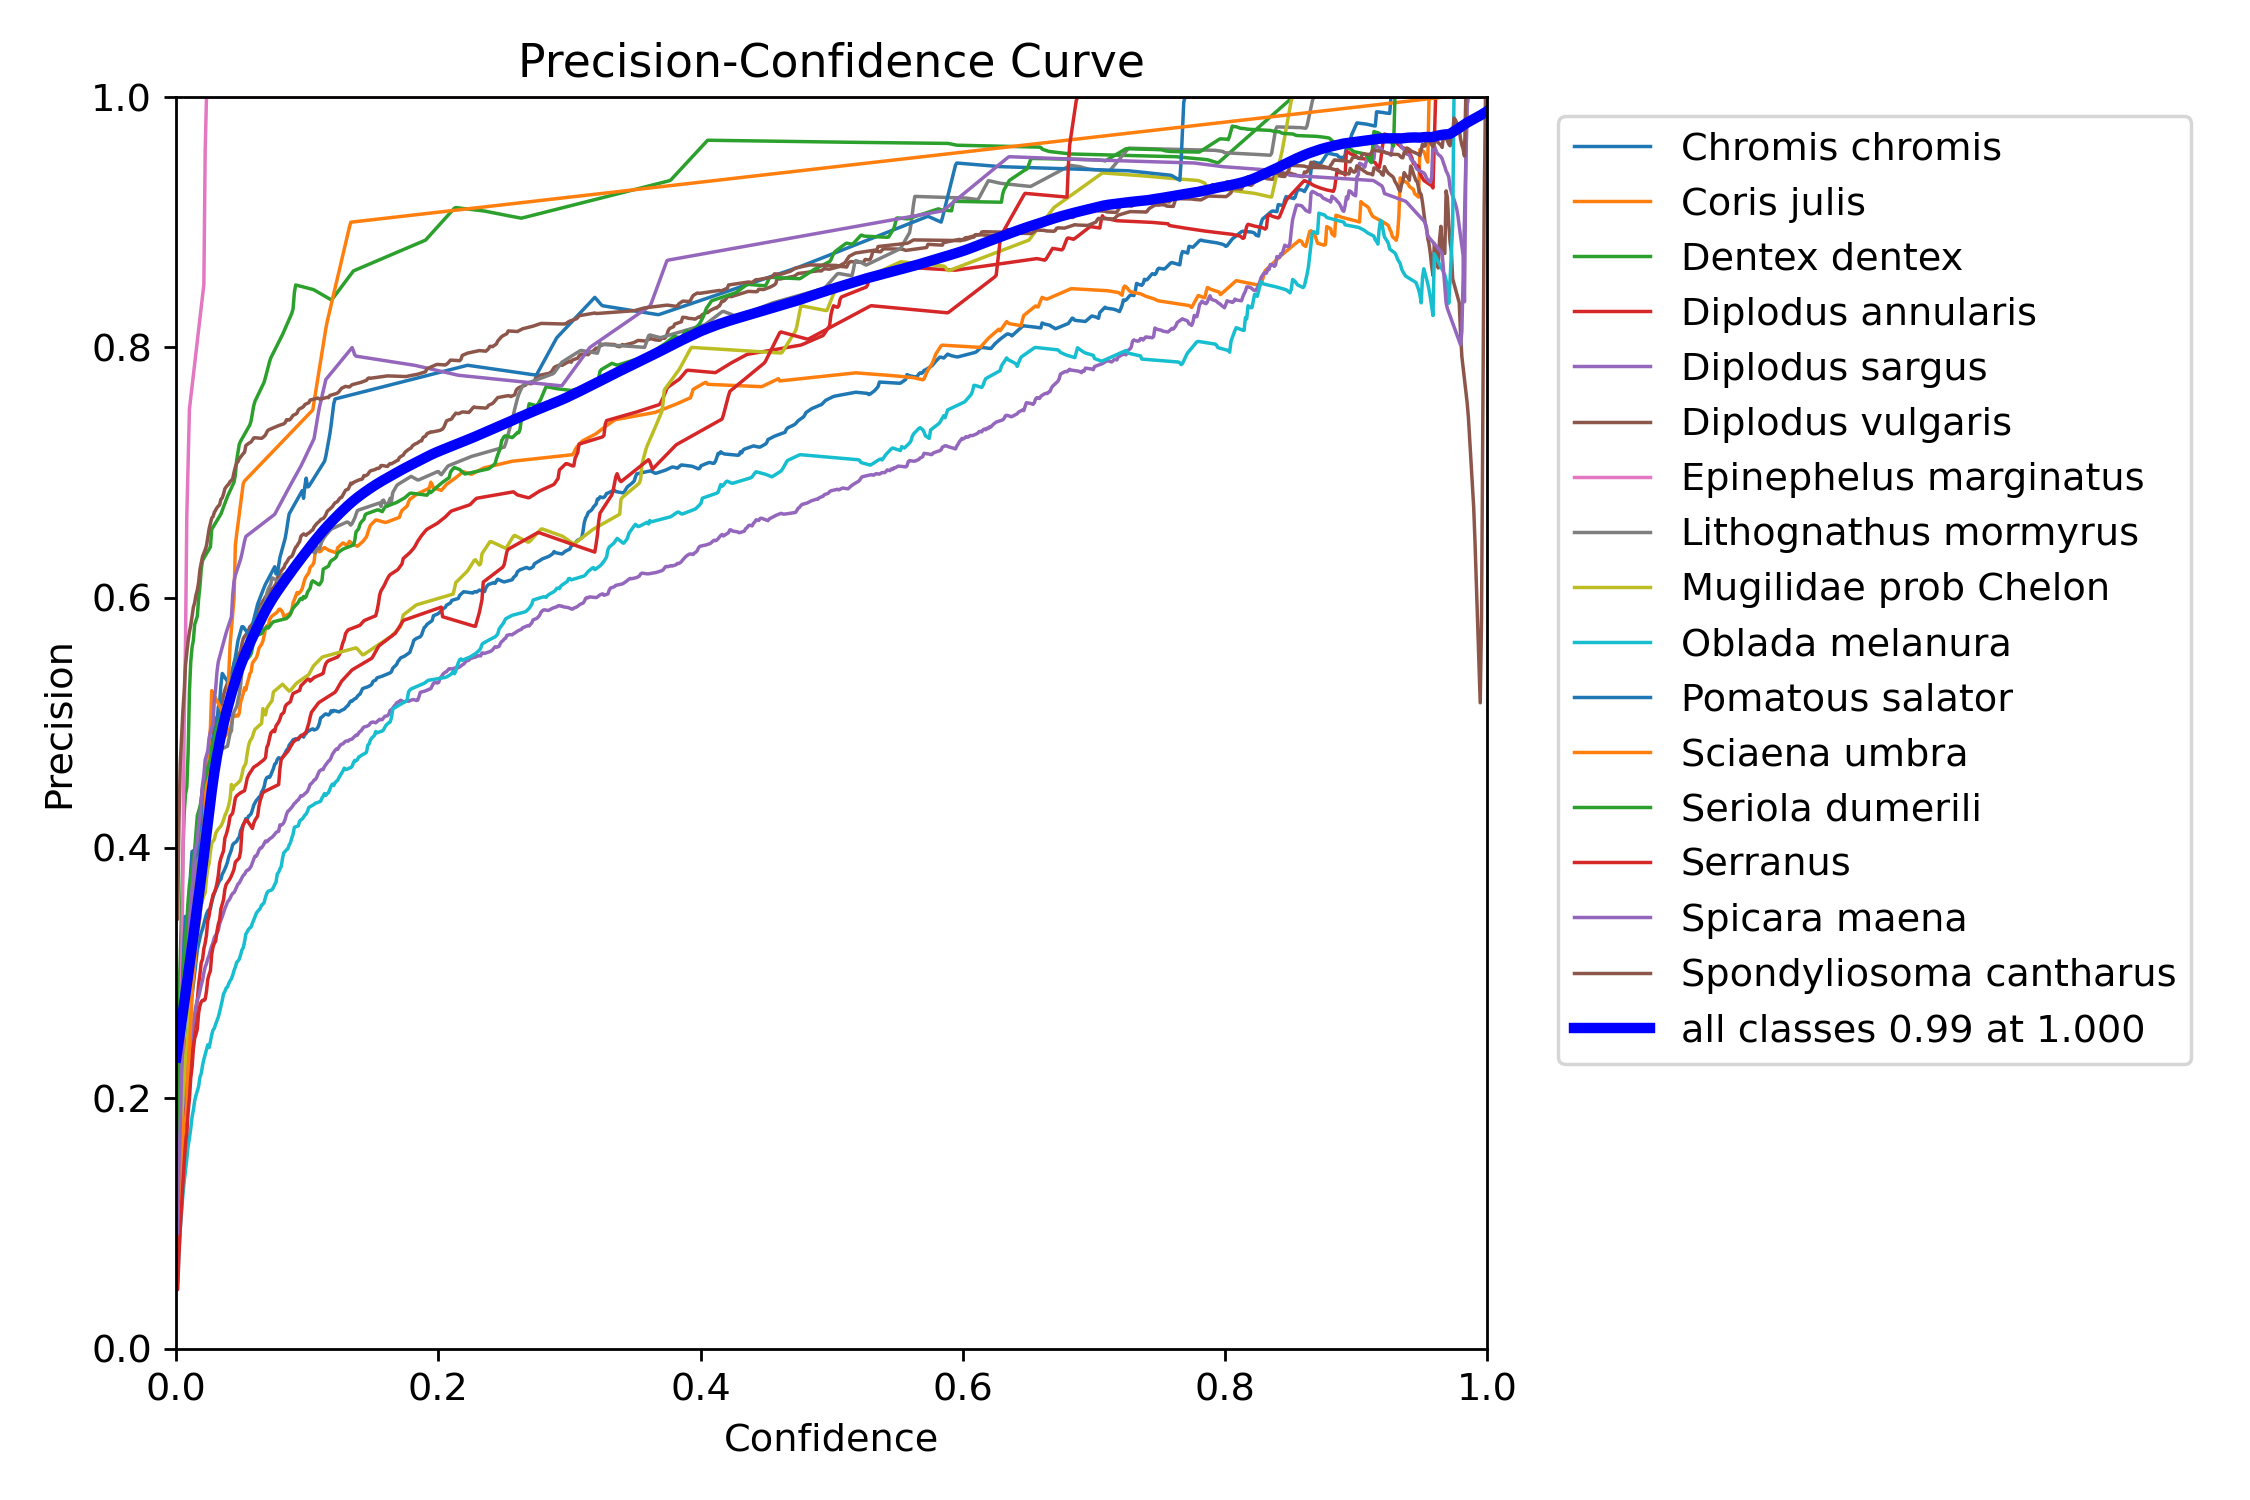 Precision-Confidence Curve
1.0
0.8
0.6
0.4
0.2
0.0
Precision
0.0 0.2 0.4 0.6 0.8 1.0
Confidence
Chromis chromis
Coris julis
Dentex dentex
Diplodus annularis
Diplodus sargus
Diplodus vulgaris
Epinephelus marginatus
Lithognathus mormyrus
Mugilidae prob Chelon
Oblada melanura
Pomatous salator
Sciaena umbra
Seriola dumerili
Serranus
Spicara maena
Spondyliosoma cantharus
all classes 0.99 at 1.000